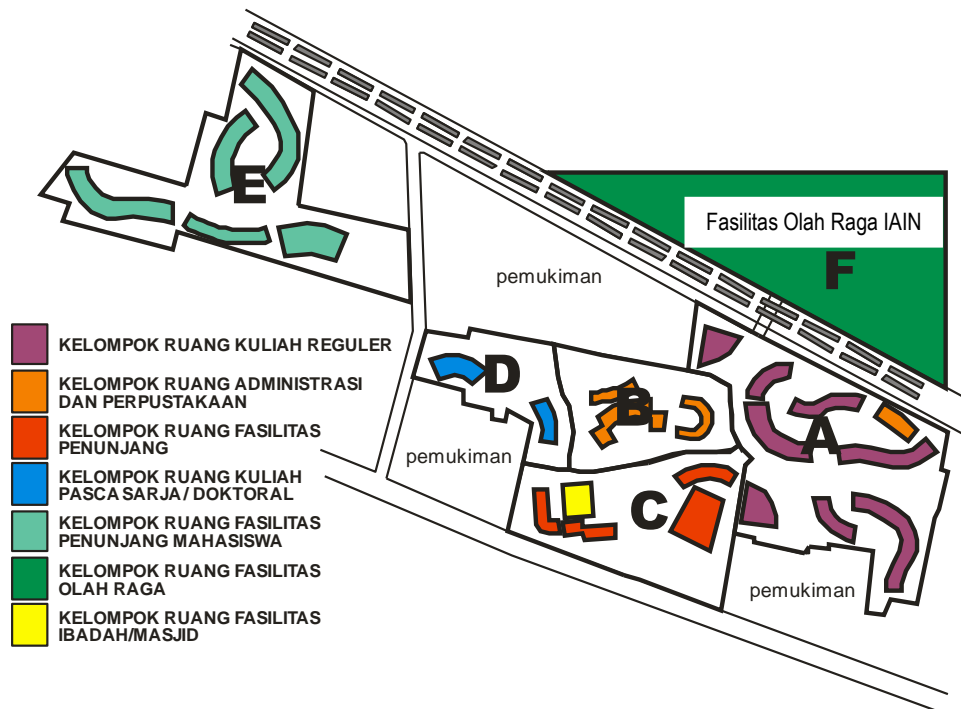 E
Fasilitas Olah Raga IAIN
F
pemukiman
D
B
A
pemukiman
C
pemukiman
KELOMPOK RUANG KULIAH REGULER
KELOMPOK RUANG ADMINISTRASI
DAN PERPUSTAKAAN
KELOMPOK RUANG FASILITAS
PENUNJANG
KELOMPOK RUANG KULIAH
PASCA SARJA/ DOKTORAL
KELOMPOK RUANG FASILITAS
PENUNJANG MAHASISWA
KELOMPOK RUANG FASILITAS
OLAH RAGA
KELOMPOK RUANG FASILITAS
IBADAH/MASJID